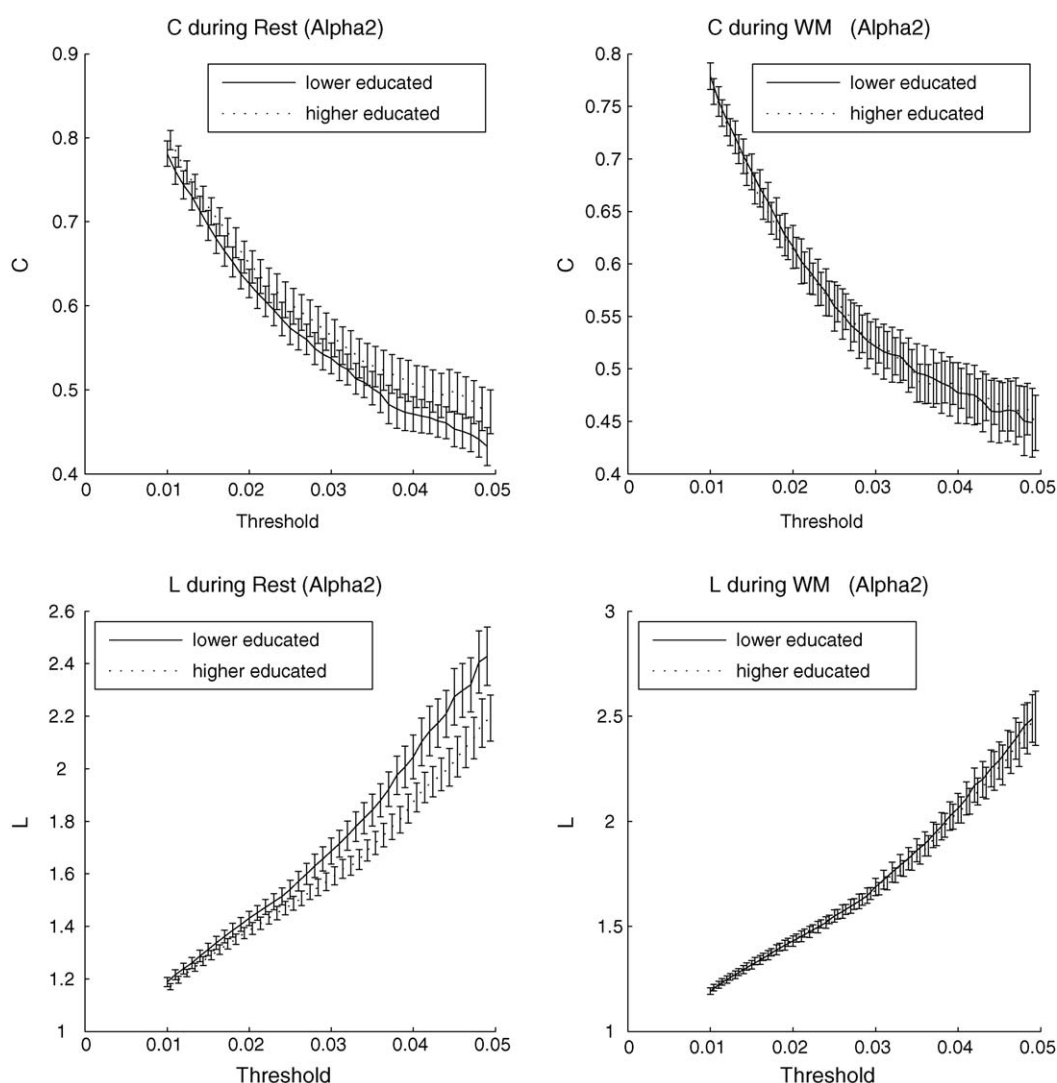 C during Rest (Alpha2)
0.9
0.8
0.7
0.6
0.5
0.4
C
lower educated
higher educated
0
0.01
0.02
0.03
0.04
0.05
Threshold
C during WM (Alpha2)
0.8
0.75
0.7
0.65
0.6
0.55
0.5
0.45
0.4
C
lower educated
higher educated
0
0.01
0.02
0.03
0.04
0.05
Threshold
L during Rest (Alpha2)
2.6
2.4
2.2
2
1.8
1.6
1.4
1.2
1
L
lower educated
higher educated
0
0.01
0.02
0.03
0.04
0.05
Threshold
L during WM (Alpha2)
3
2.5
2
1.5
1
L
lower educated
higher educated
0
0.01
0.02
0.03
0.04
0.05
Threshold